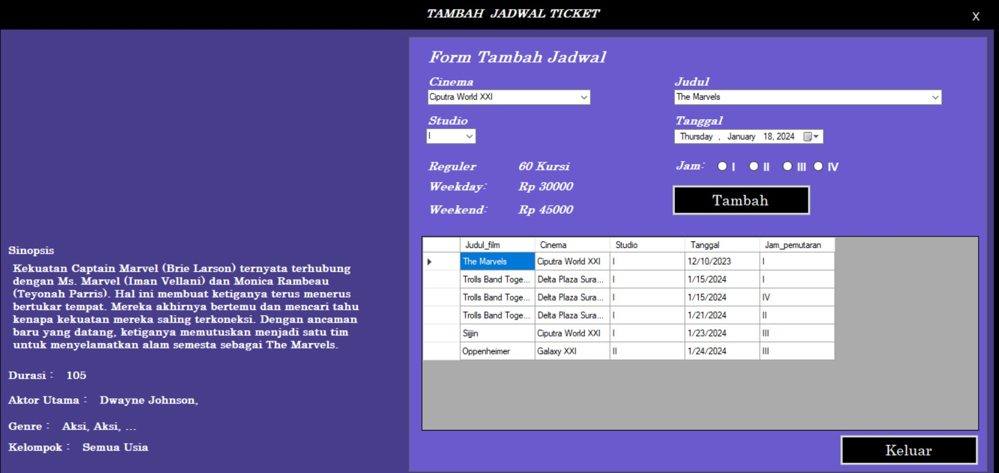 TAMBAH JADWAL TICKET
X
Sinopsis
Kekuatan Captain Marvel (Brie Larson) ternyata terhubung
dengan Ms. Marvel (Iman Vellani) dan Monica Rambeau
(Teyonah Parris). Hal ini membuat ketiganya terus menerus
bertukar tempat. Mereka akhirnya bertemu dan mencari tahu
kenapa kekuatan mereka saling terkoneksi. Dengan ancaman
baru yang datang, ketiganya memutuskan menjadi satu tim
untuk menyelamatkan alam semesta sebagai The Marvels.
Durasi : 105
Aktor Utama : Dwayne Johnson,
Genre : Aksi, Aksi, ...
Kelompok : Semua Usia
Form Tambah Jadwal
Cinema Judul
Ciputra World XXI The Marvels
Studio Tanggal
I Thursday , January 18, 2024
Reguler 60 Kursi Jam: I II III IV
Weekday: Rp 30000
Tambah
Weekend: Rp 45000
Judul_film Cinema Studio Tanggal Jam_pemutaran
The Marvels Ciputra World XXI I 12/10/2023 I
Trolls Band Toge... Delta Plaza Sura... I 1/15/2024 I
Trolls Band Toge... Delta Plaza Sura... I 1/15/2024 IV
Trolls Band Toge... Delta Plaza Sura... I 1/21/2024 II
Sijjin Ciputra World XXI I 1/23/2024 III
Oppenheimer Galaxy XXI II 1/24/2024 III
Keluar